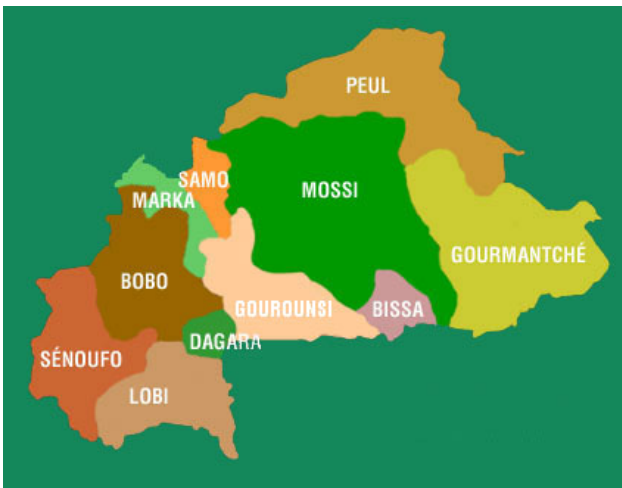 PEUL
SAMO
MOSSI
MARKA
GOURMANTCHÉ
BOBO
GOUROUNSI
BISSA
DAGARA
SÉNOUFO
LOBI